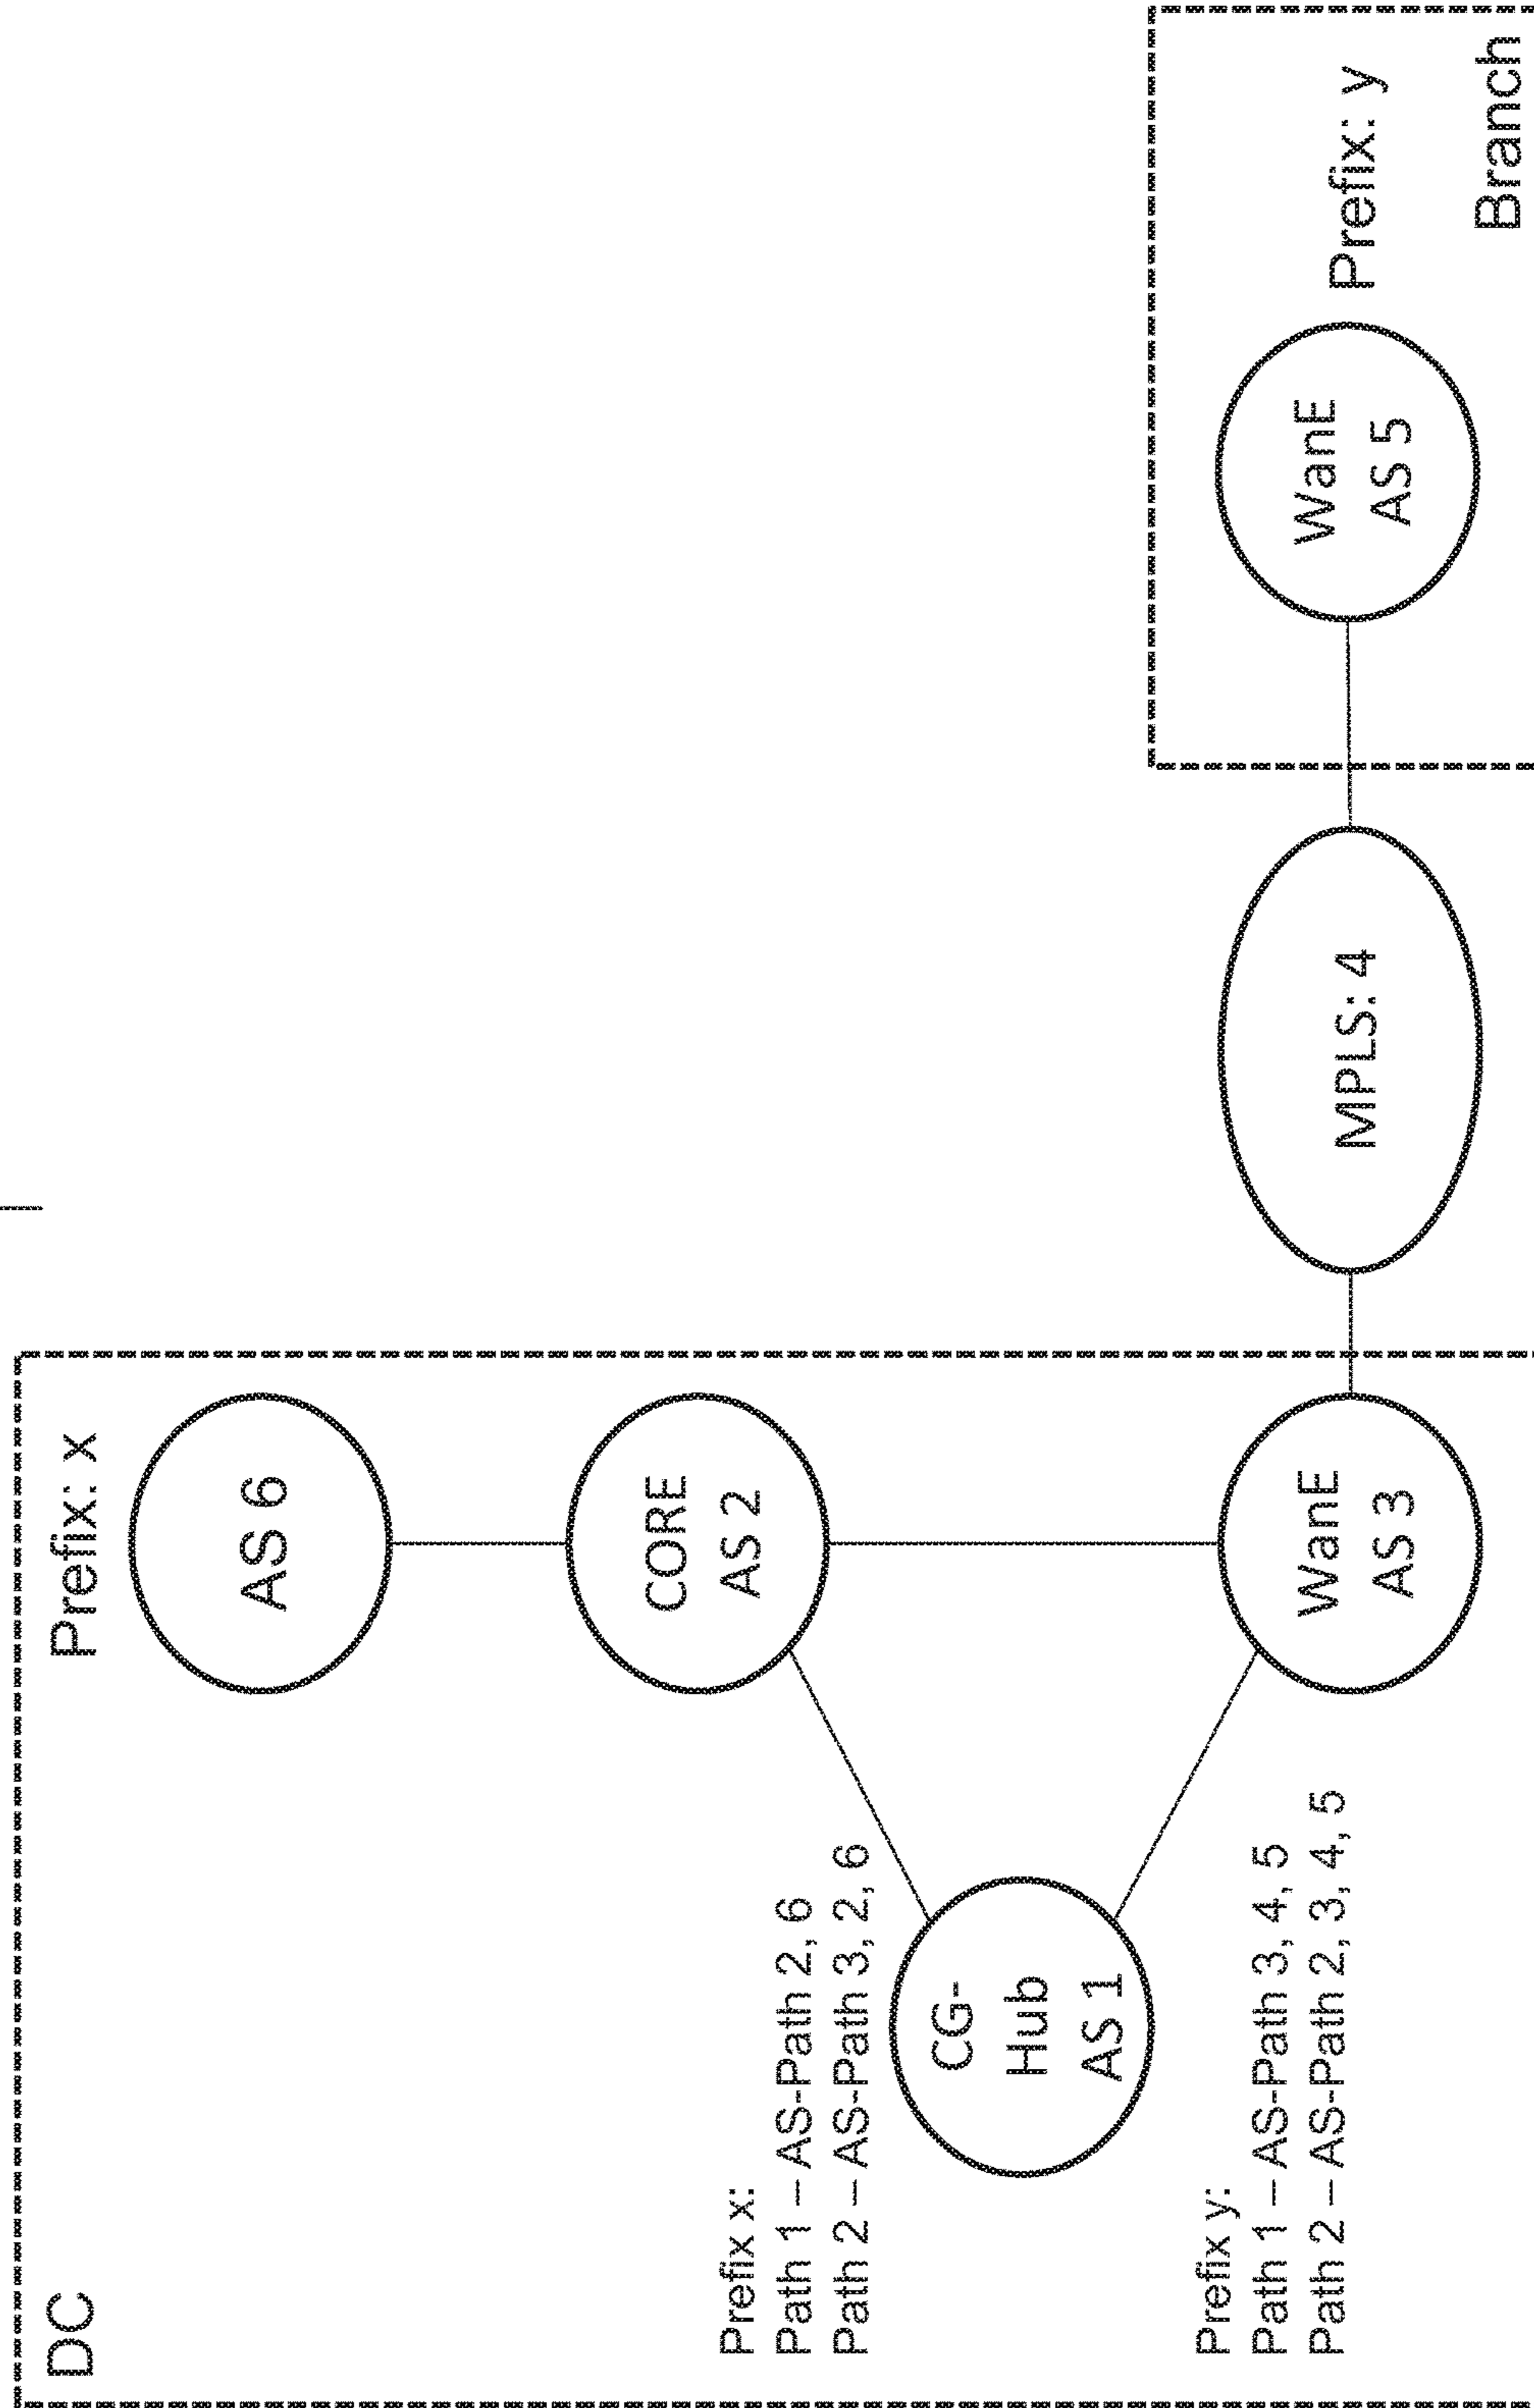 DC
Prefix: x
AS 6
CORE
AS 2
Prefix x:
Path 1 – AS-Path 2, 6
Path 2 – AS-Path 3, 2, 6
CG-
Hub
AS 1
Prefix y:
Path 1 – AS-Path 3, 4, 5
Path 2 – AS-Path 2, 3, 4, 5
WanE
AS 3
MPLS: 4
WanE
AS 5
Prefix: y
Branch